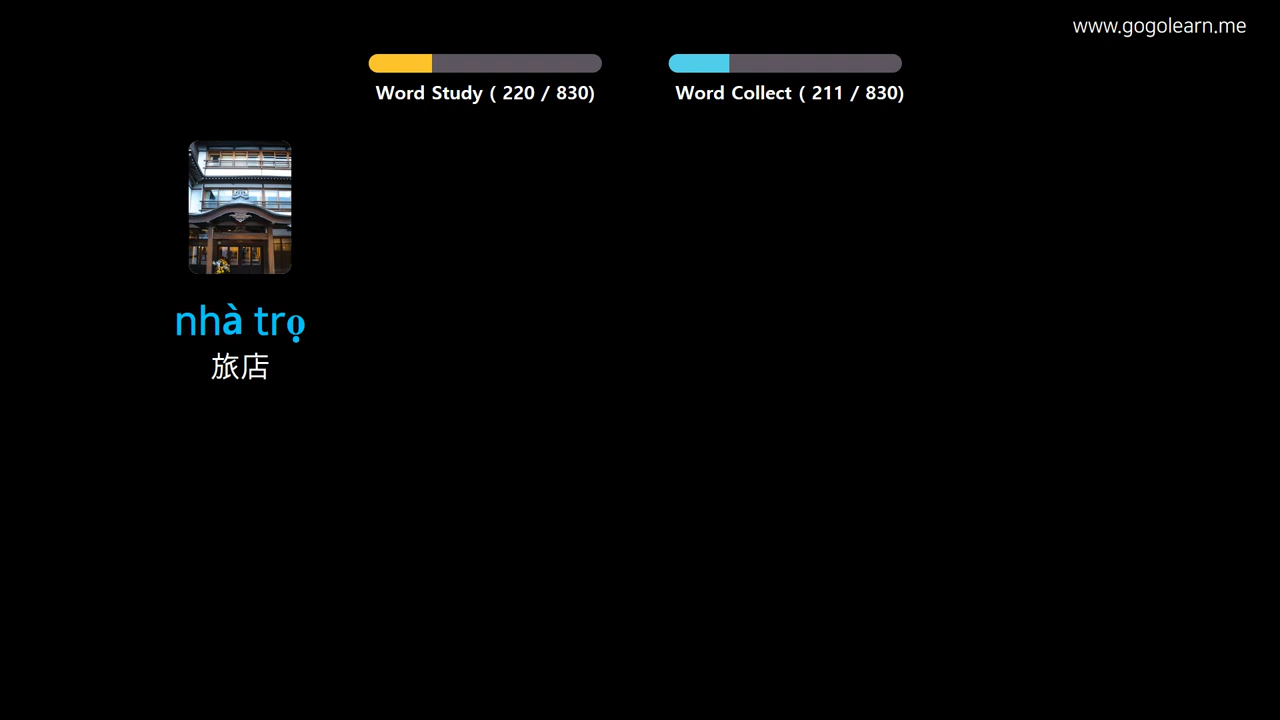 www.gogolearn.me
Word Study ( 220 / 830)
Word Collect ( 211 / 830)
nhà trọ
旅店